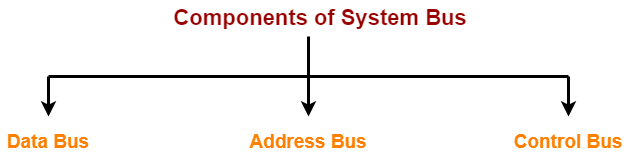 Components of System Bus
Data Bus Address Bus Control Bus